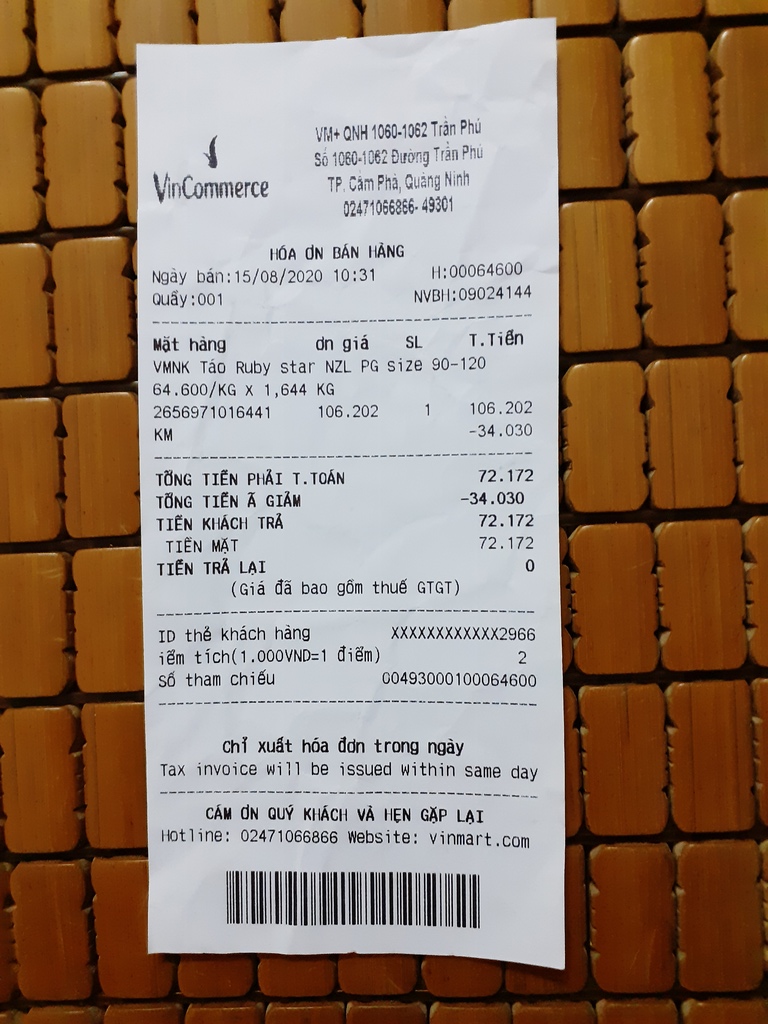 VinCommerce
VM+ QNH 1060-1062 Trần Phú
Số 1060-1062 Đường Trần Phú
TP. Cẩm Phả, Quảng Ninh
02471066866- 49301
HÓA ƠN BÁN HÀNG
Ngày bán:15/08/2020 10:31 H:00064600
Quầy:001 NVBH:09024144
Mặt hàng ơn giá SL T.Tiền
VMNK Táo Ruby star NZL PG size 90-120
64.600/KG x 1,644 KG
2656971016441 106.202 1 106.202
KM -34.030
TỔNG TIỀN PHẢI T.TOÁN 72.172
TỔNG TIỀN Ã GIẢM -34.030
TIỀN KHÁCH TRẢ 72.172
TIỀN MẶT 72.172
TIỀN TRẢ LẠI 0
(Giá đã bao gồm thuế GTGT)
ID thẻ khách hàng XXXXXXXXXXXX2966
iểm tích(1.000VND=1 điểm) 2
Số tham chiếu 00493000100064600
Chỉ xuất hóa đơn trong ngày
Tax invoice will be issued within same day
CẢM ƠN QUÝ KHÁCH VÀ HẸN GẶP LẠI
Hotline: 02471066866 Website: vinmart.com